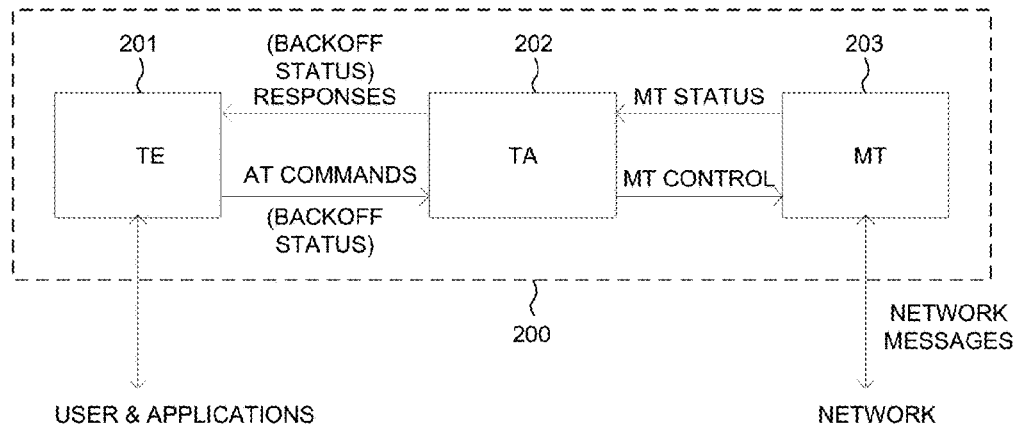 201
(BACKOFF
STATUS)
RESPONSES
202
203
MT STATUS
TE
TA
MT
AT COMMANDS
(BACKOFF
STATUS)
MT CONTROL
200
NETWORK
MESSAGES
USER & APPLICATIONS
NETWORK